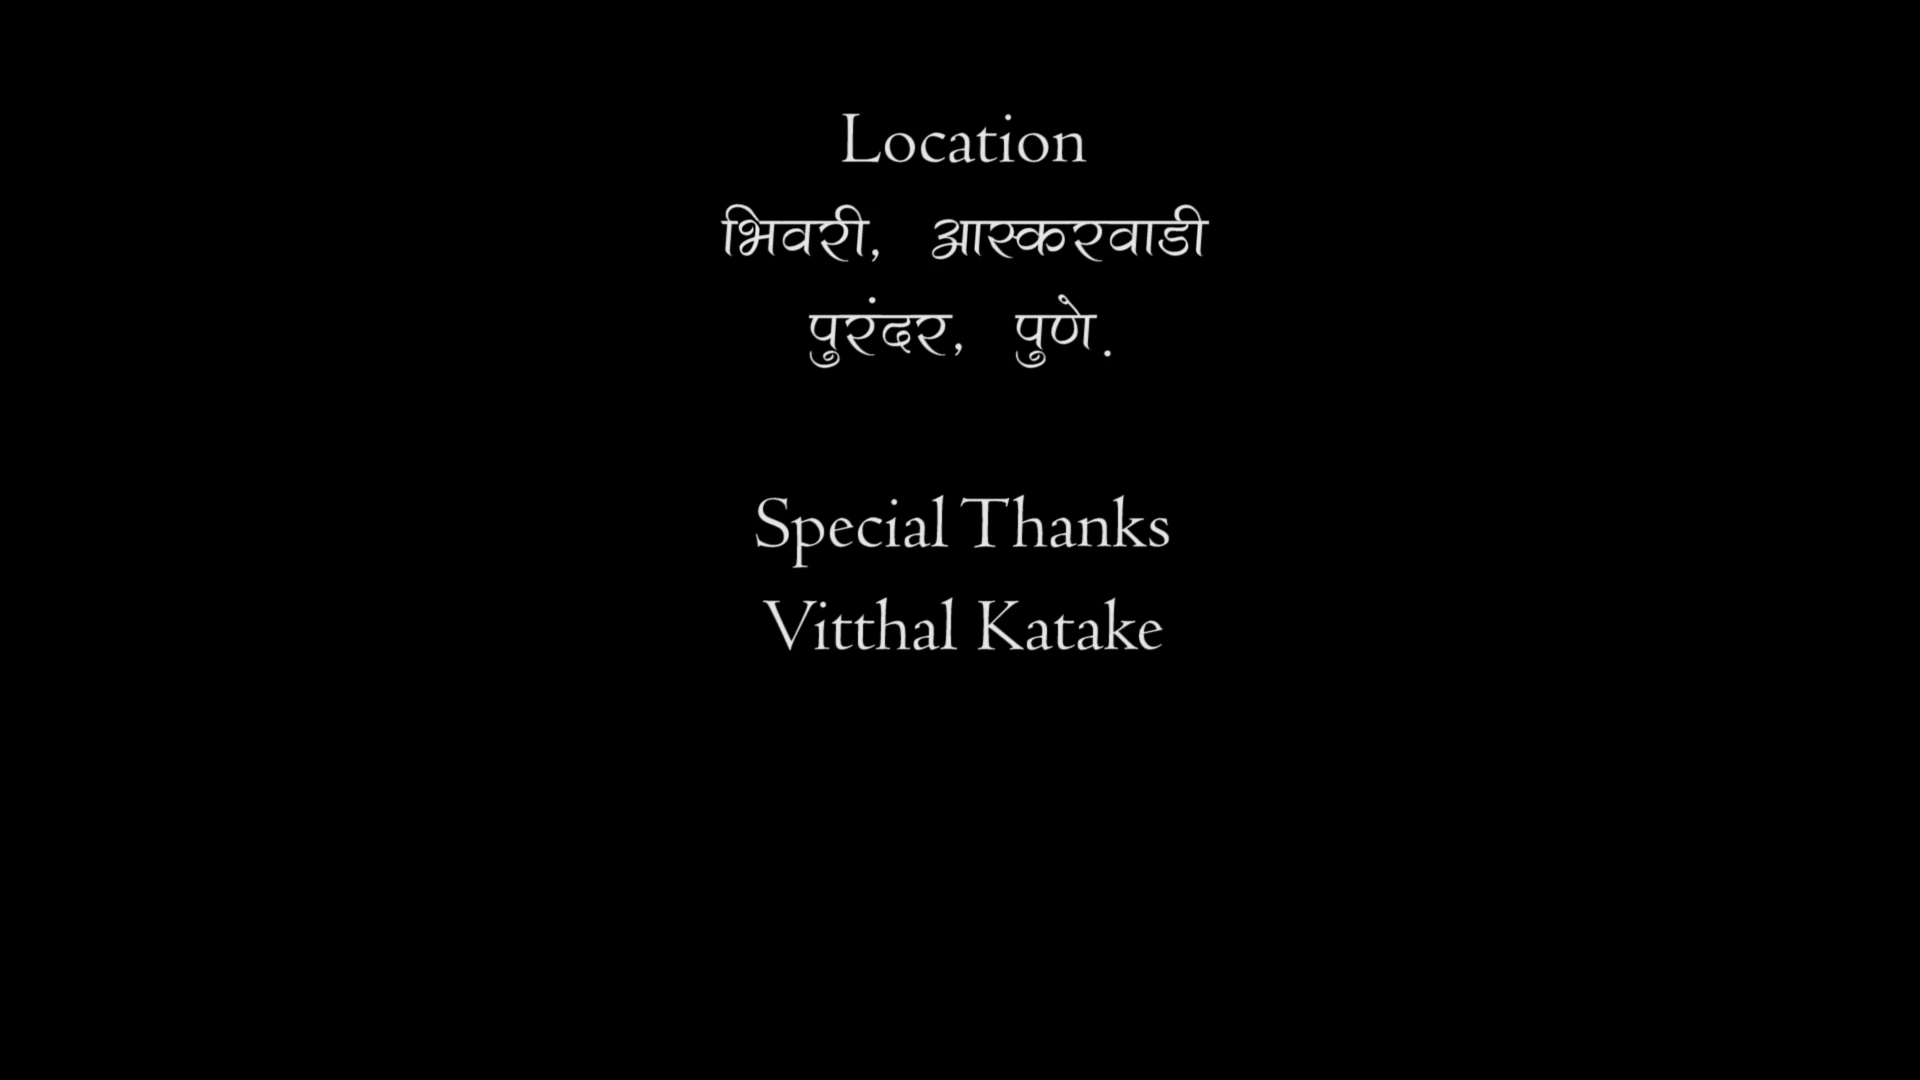 Location
भिवरी, आस्करवाडी
पुरंदर, पुणे.
Special Thanks
Vitthal Katake